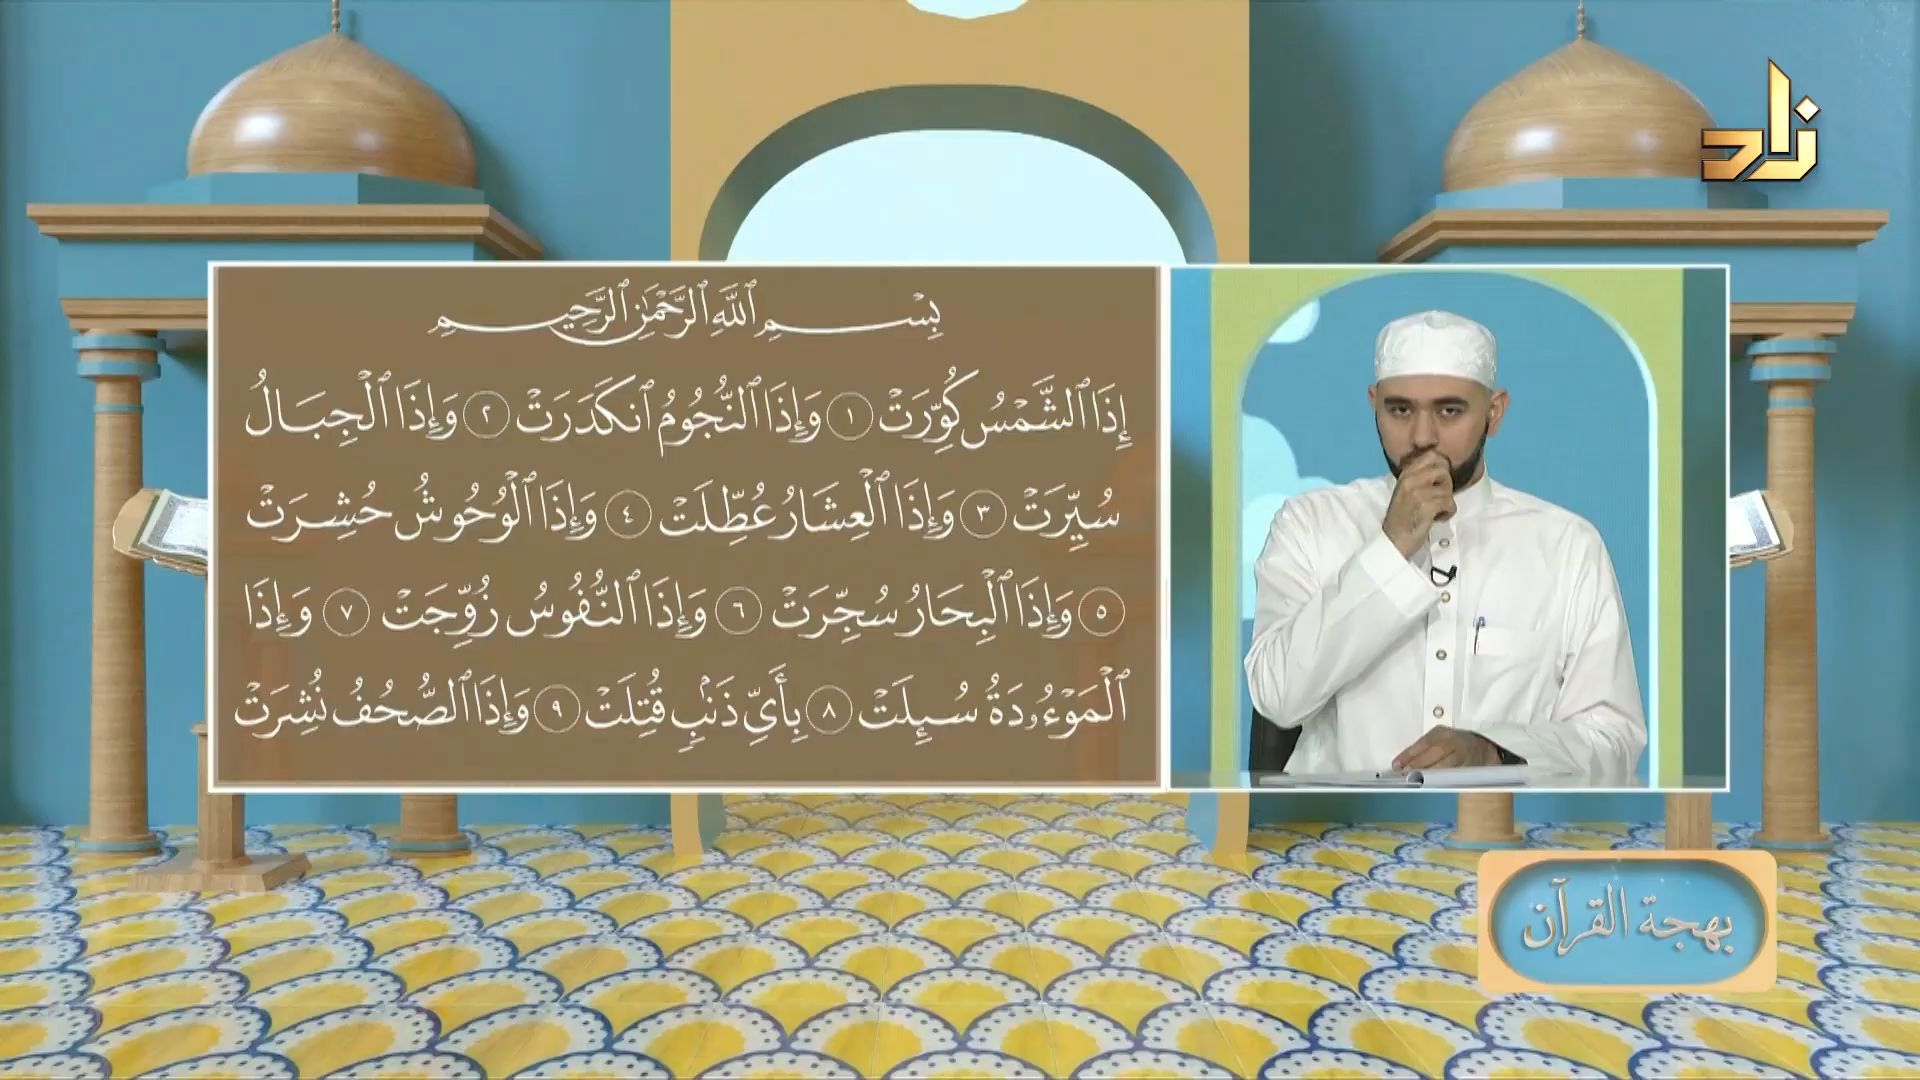 زاد
بِسْمِ ٱللَّهِ ٱلرَّحْمَٰنِ ٱلرَّحِيمِ
إِذَا ٱلشَّمْسُ كُوِّرَتْ ١ وَإِذَا ٱلنُّجُومُ ٱنكَدَرَتْ ٢ وَإِذَا ٱلْجِبَالُ
سُيِّرَتْ ٣ وَإِذَا ٱلْعِشَارُ عُطِّلَتْ ٤ وَإِذَا ٱلْوُحُوشُ حُشِرَتْ
٥ وَإِذَا ٱلْبِحَارُ سُجِّرَتْ ٦ وَإِذَا ٱلنُّفُوسُ زُوِّجَتْ ٧ وَإِذَا
ٱلْمَوْءُۥدَةُ سُئِلَتْ ٨ بِأَيِّ ذَنۢبٍ قُتِلَتْ ٩ وَإِذَا ٱلصُّحُفُ نُشِرَتْ
بهجة القرآن